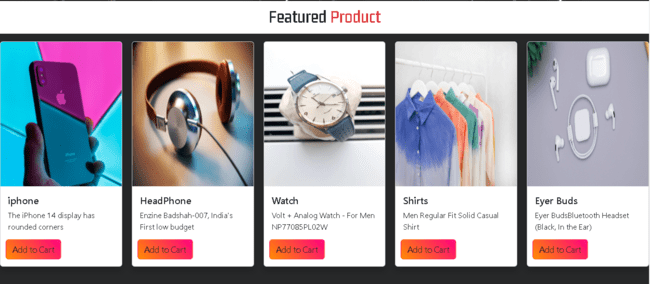 Featured Product
iphone
The iPhone 14 display has
rounded corners
Add to Cart
HeadPhone
Enzine Badshah-007, India's
First low budget
Add to Cart
Watch
Volt + Analog Watch - For Men
NP77085PL02W
Add to Cart
Shirts
Men Regular Fit Solid Casual
Shirt
Add to Cart
Eyer Buds
Eyer BudsBluetooth Headset
(Black, In the Ear)
Add to Cart